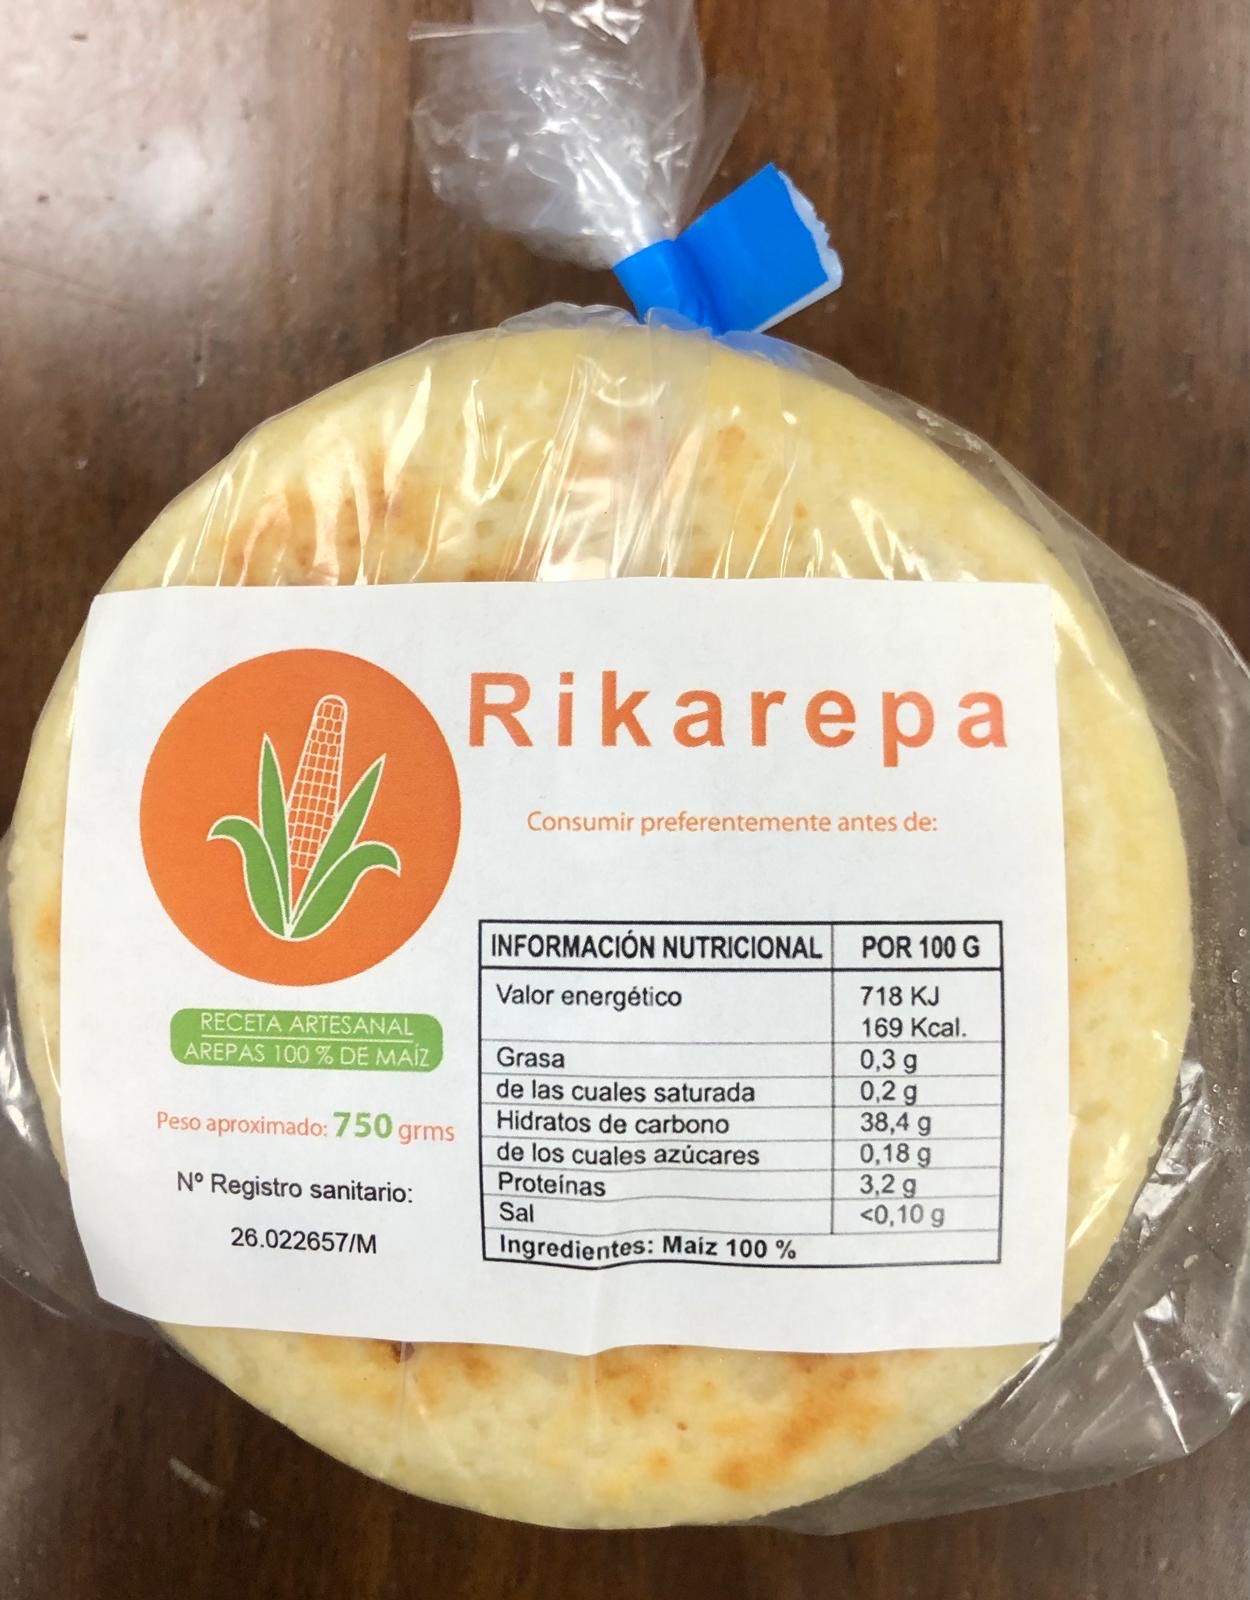 Rikarepa
Consumir preferentemente antes de:
RECETA ARTESANAL
AREPAS 100 % DE MAÍZ
Peso aproximado: 750 grms
Nº Registro sanitario:
26.022657/M
INFORMACIÓN NUTRICIONAL POR 100 G
Valor energético 718 KJ
169 Kcal.
Grasa 0,3 g
de las cuales saturada 0,2 g
Hidratos de carbono 38,4 g
de los cuales azúcares 0,18 g
Proteínas 3,2 g
Sal <0,10 g
Ingredientes: Maíz 100 %